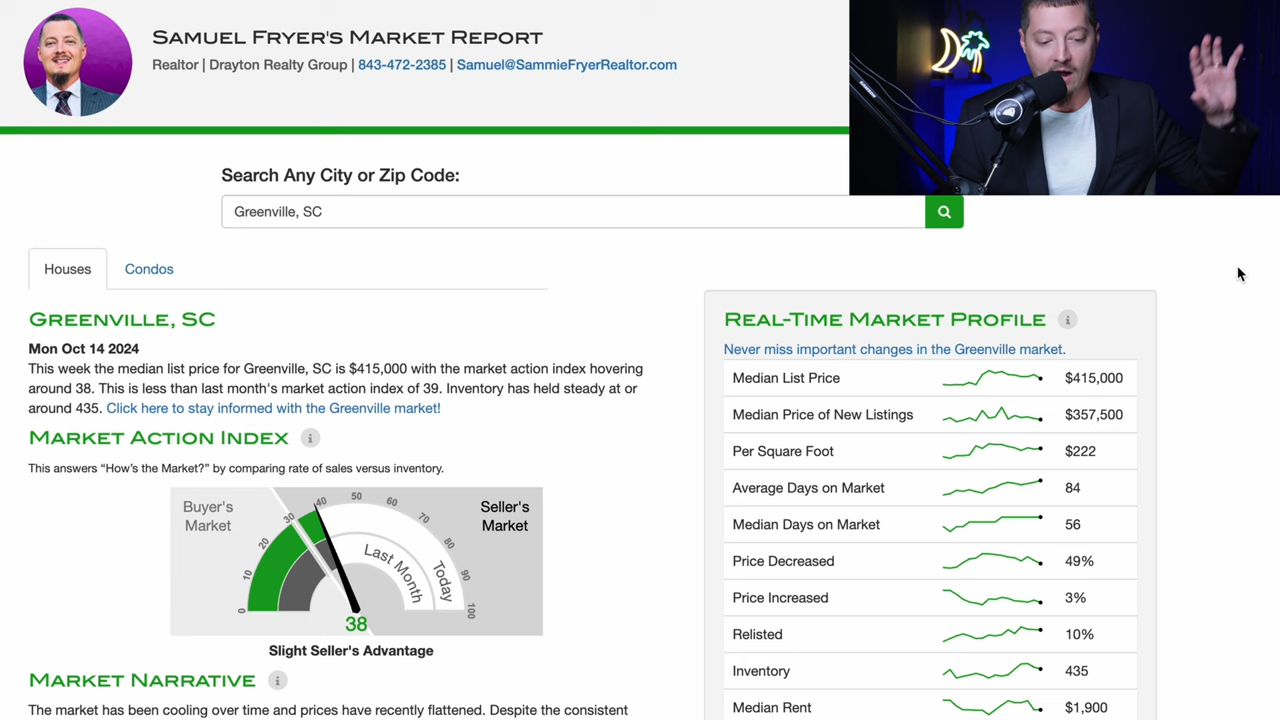 SAMUEL FRYER'S MARKET REPORT
Realtor | Drayton Realty Group | 843-472-2385 | Samuel@SammieFryerRealtor.com
Search Any City or Zip Code:
Greenville, SC
Houses
Condos
GREENVILLE, SC
Mon Oct 14 2024
This week the median list price for Greenville, SC is $415,000 with the market action index hovering
around 38. This is less than last month's market action index of 39. Inventory has held steady at or
around 435. Click here to stay informed with the Greenville market!
MARKET ACTION INDEX
This answers “How's the Market?” by comparing rate of sales versus inventory.
Buyer's
Market
Seller's
Market
0
10
20
30
40
50
60
70
80
90
100
Last Month
Today
38
Slight Seller's Advantage
MARKET NARRATIVE
The market has been cooling over time and prices have recently flattened. Despite the consistent
REAL-TIME MARKET PROFILE
Never miss important changes in the Greenville market.
Median List Price $415,000
Median Price of New Listings $357,500
Per Square Foot $222
Average Days on Market 84
Median Days on Market 56
Price Decreased 49%
Price Increased 3%
Relisted 10%
Inventory 435
Median Rent $1,900